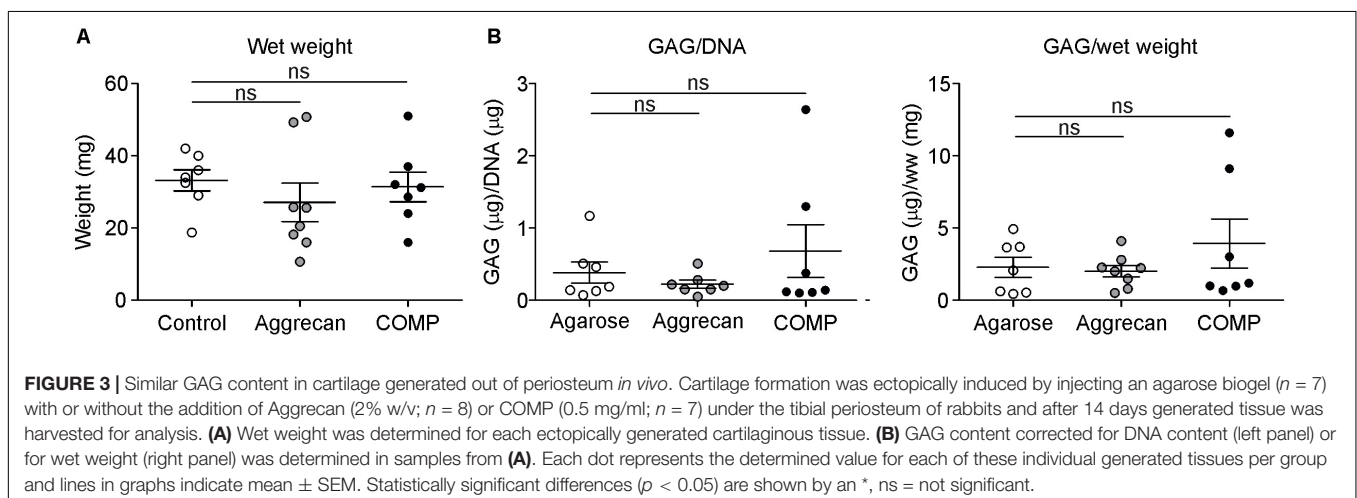 A
B
Wet weight
GAG/DNA
GAG/wet weight
ns
ns
60
40
20
0
Weight (mg)
Control
Aggrecan
COMP
ns
ns
3
2
1
0
GAG (µg)/DNA (µg)
Agarose
Aggrecan
COMP
ns
ns
15
10
5
0
GAG (µg)/ww (mg)
Agarose
Aggrecan
COMP
FIGURE 3 | Similar GAG content in cartilage generated out of periosteum in vivo. Cartilage formation was ectopically induced by injecting an agarose biogel (n = 7)
with or without the addition of Aggrecan (2% w/v; n = 8) or COMP (0.5 mg/ml; n = 7) under the tibial periosteum of rabbits and after 14 days generated tissue was
harvested for analysis. (A) Wet weight was determined for each ectopically generated cartilaginous tissue. (B) GAG content corrected for DNA content (left panel) or
for wet weight (right panel) was determined in samples from (A). Each dot represents the determined value for each of these individual generated tissues per group
and lines in graphs indicate mean ± SEM. Statistically significant differences (p < 0.05) are shown by an *, ns = not significant.